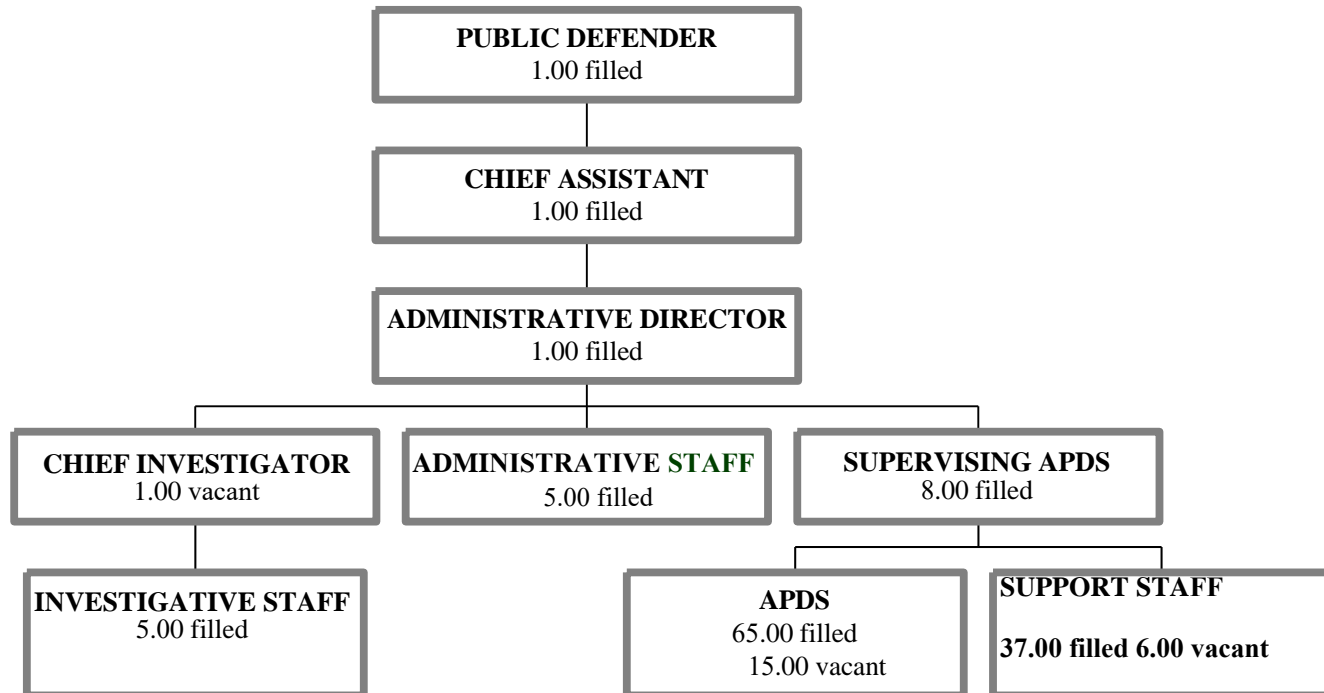 PUBLIC DEFENDER
1.00 filled
CHIEF ASSISTANT
1.00 filled
ADMINISTRATIVE DIRECTOR
1.00 filled
CHIEF INVESTIGATOR
1.00 vacant
ADMINISTRATIVE STAFF
5.00 filled
SUPERVISING APDS
8.00 filled
INVESTIGATIVE STAFF
5.00 filled
APDS
65.00 filled
15.00 vacant
SUPPORT STAFF
37.00 filled 6.00 vacant